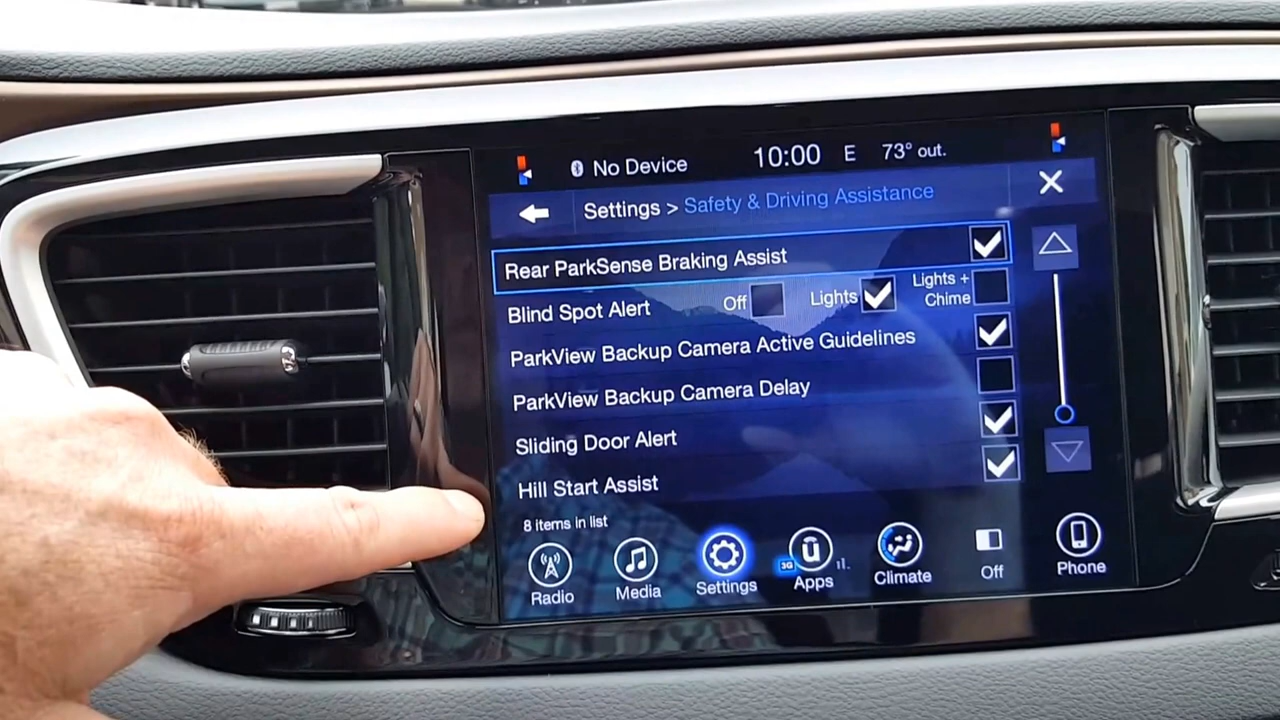 No Device 10:00 E 73° out.
Settings > Safety & Driving Assistance
Rear ParkSense Braking Assist
Blind Spot Alert Off Lights Lights + Chime
ParkView Backup Camera Active Guidelines
ParkView Backup Camera Delay
Sliding Door Alert
Hill Start Assist
8 items in list
Radio Media Settings 3G Apps Climate Off Phone